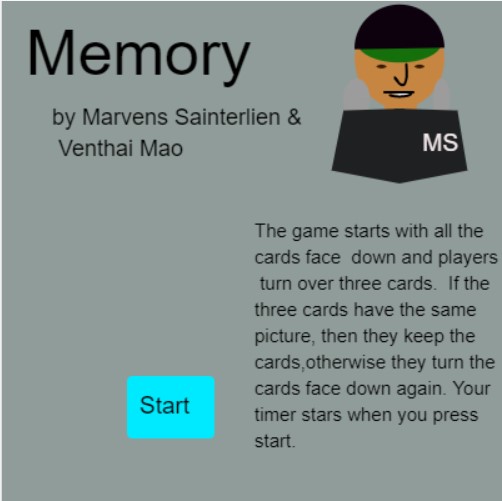 Memory
by Marvens Sainterlien &
Venthai Mao
MS
The game starts with all the
cards face  down and players
turn over three cards.  If the
three cards have the same
picture, then they keep the
cards,otherwise they turn the
cards face down again. Your
timer stars when you press
start.
Start